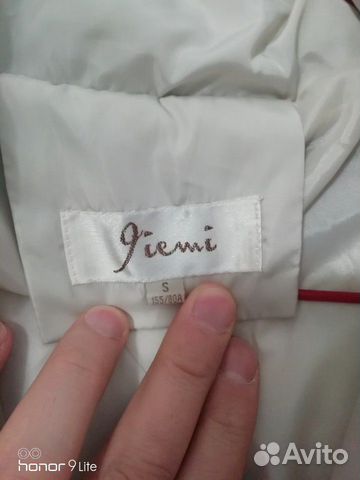 giemi
S
155/80A
honor 9 Lite
Avito